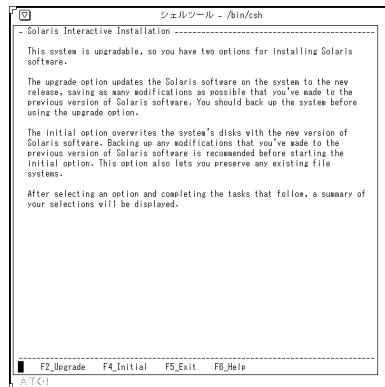 シェルツール - /bin/csh
- Solaris Interactive Installation --------------------------------------------
This system is upgradable, so you have two options for installing Solaris
software.
The upgrade option updates the Solaris software on the system to the new
release, saving as many modifications as possible that you've made to the
previous version of Solaris software. You should back up the system before
using the upgrade option.
The initial option overwrites the system's disks with the new version of
Solaris software. Backing up any modifications that you've made to the
previous version of Solaris software is recommended before starting the
initial option. This option also lets you preserve any existing file
systems.
After selecting an option and completing the tasks that follow, a summary of
your selections will be displayed.
--------------------------------------------------------------------------------
F2_Upgrade F4_Initial F5_Exit F6_Help